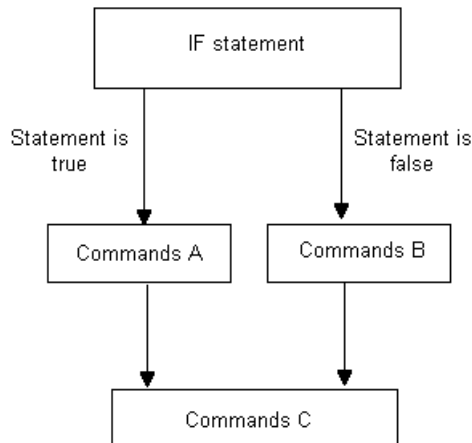 IF statement
Statement is
true
Statement is
false
Commands A
Commands B
Commands C